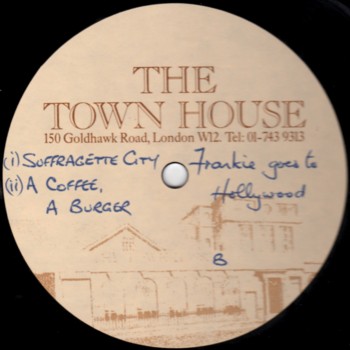 THE
TOWN HOUSE
150 Goldhawk Road, London W12. Tel: 01-743 9313
(i) SUFFRAGETTE CITY
(ii) A COFFEE,
A BURGER
Frankie goes to
Hollywood
B